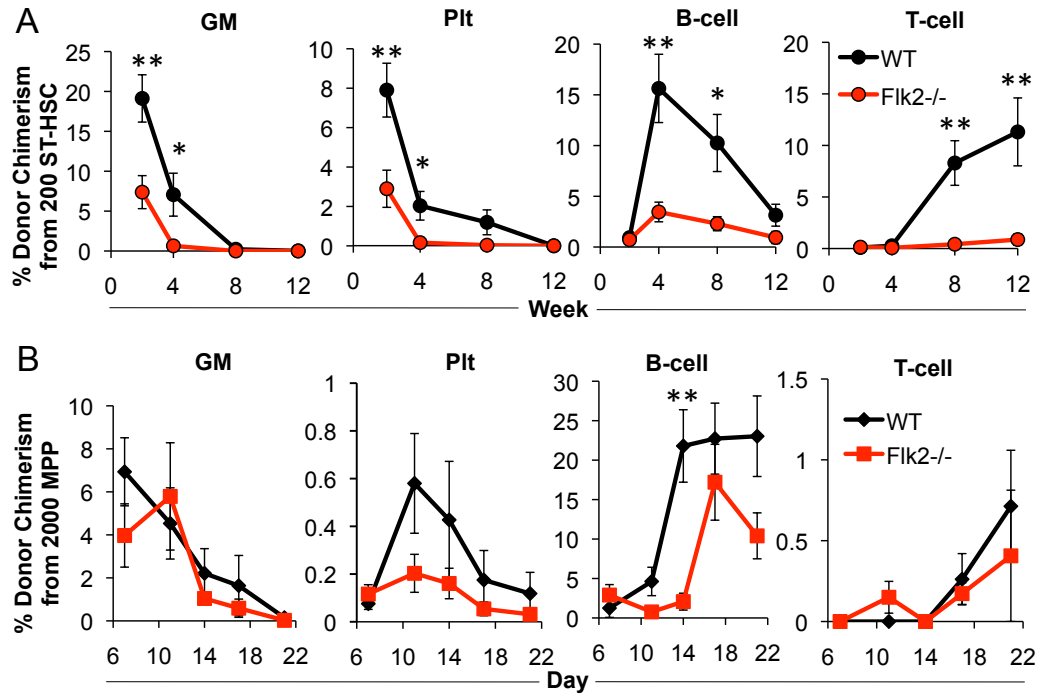 A
GM
Plt
B-cell
T-cell
% Donor Chimerism
from 200 ST-HSC
25
20
15
10
5
0
**
*
0 4 8 12
10
8
6
4
2
0
**
*
0 4 8 12
20
15
10
5
0
**
*
0 4 8 12
20
15
10
5
0
WT
Flk2-/-
**
**
0 4 8 12
Week
B
GM
Plt
B-cell
T-cell
% Donor Chimerism
from 2000 MPP
10
8
6
4
2
0
6 10 14 18 22
1
0.8
0.6
0.4
0.2
0
6 10 14 18 22
30
25
20
15
10
5
0
**
6 10 14 18 22
1.5
1
0.5
0
WT
Flk2-/-
6 10 14 18 22
Day